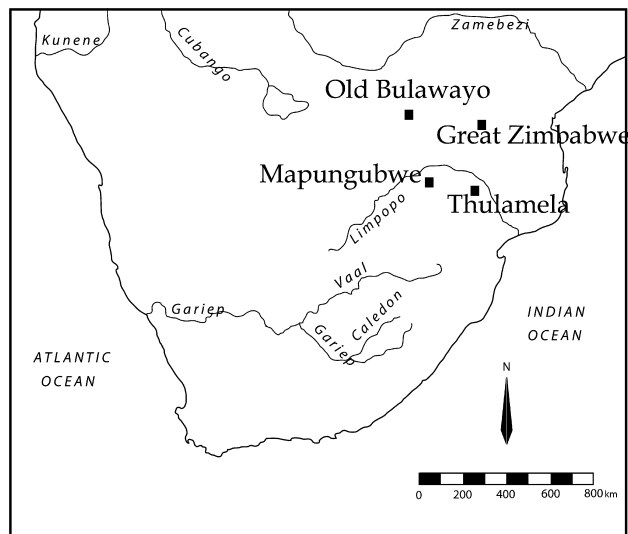 Zamebezi
Kunene
Cubango
Old Bulawayo
Great Zimbabwe
Mapungubwe
Thulamela
Limpopo
Vaal
Gariep
Caledon
Gariep
INDIAN
OCEAN
ATLANTIC
OCEAN
N
0 200 400 600 800 km